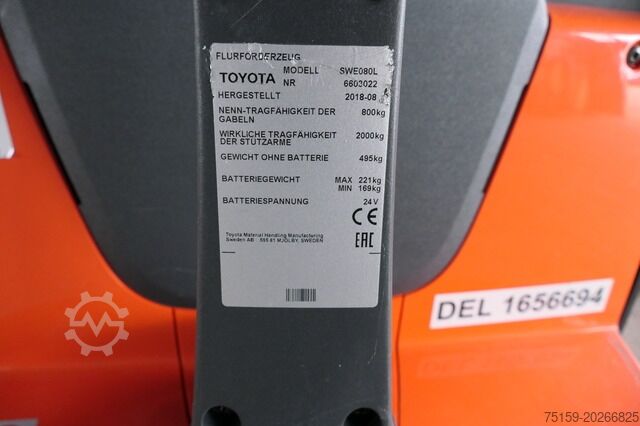 FLURFÖRDERZEUG
TOYOTA MODELL SWE080L
NR 6603022
HERGESTELLT 2018-08
NENN-TRAGFÄHIGKEIT DER GABELN 800kg
WIRKLICHE TRAGFÄHIGKEIT DER STÜTZARME 2000kg
GEWICHT OHNE BATTERIE 495kg
BATTERIEGEWICHT MAX 221kg
MIN 169kg
BATTERIESPANNUNG 24V
CE
EAC
Toyota Material Handling Manufacturing
Sweden AB 595 81 MJÖLBY, SWEDEN
DEL 1656694
75159-20266825